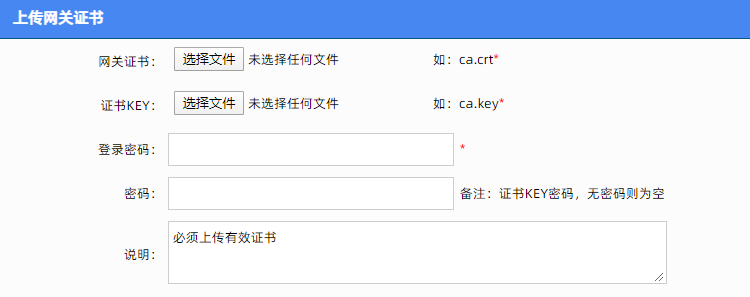 上传网关证书
网关证书： 选择文件 未选择任何文件 如：ca.crt*
证书KEY： 选择文件 未选择任何文件 如：ca.key*
登录密码： *
密码： 备注：证书KEY密码，无密码则为空
说明： 必须上传有效证书